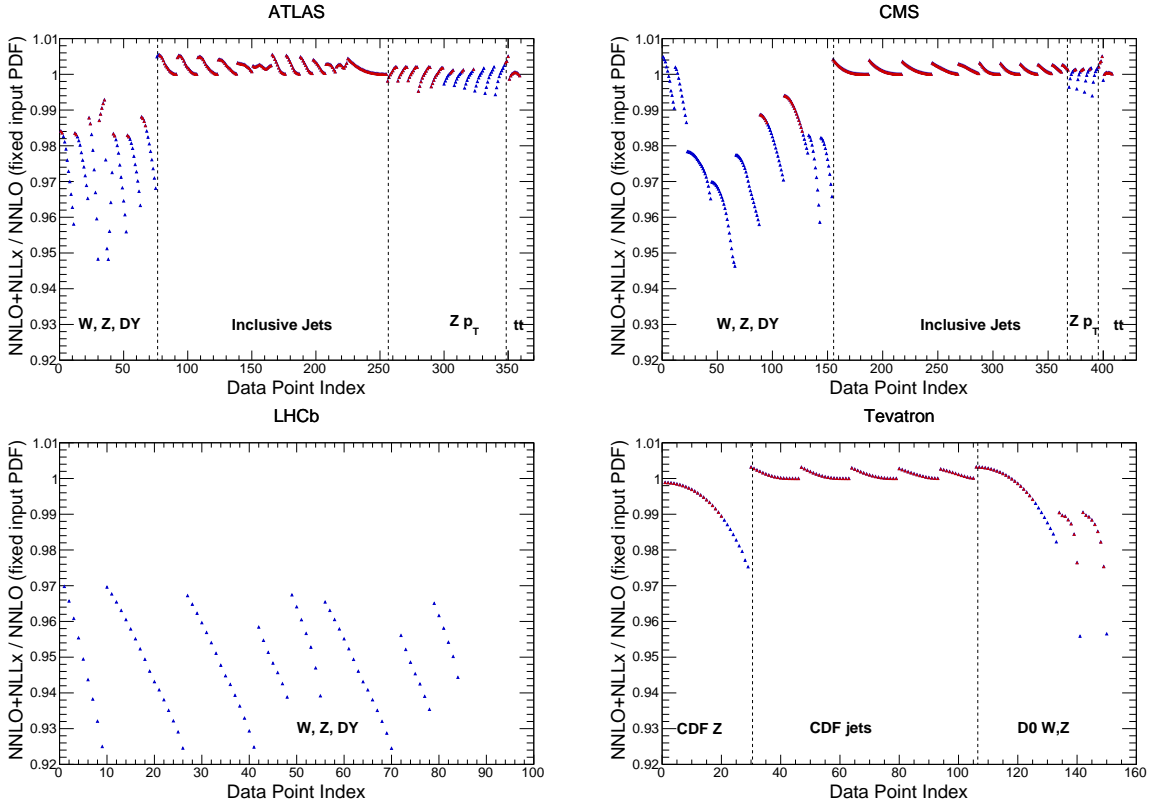 ATLAS
NNLO+NLLx / NNLO (fixed input PDF)
1.01
1
0.99
0.98
0.97
0.96
0.95
0.94
0.93
0.92
W, Z, DY
Inclusive Jets
Z p_T
tt
0 50 100 150 200 250 300 350
Data Point Index
CMS
NNLO+NLLx / NNLO (fixed input PDF)
1.01
1
0.99
0.98
0.97
0.96
0.95
0.94
0.93
0.92
W, Z, DY
Inclusive Jets
Z p_T
tt
0 50 100 150 200 250 300 350 400
Data Point Index
LHCb
NNLO+NLLx / NNLO (fixed input PDF)
1.01
1
0.99
0.98
0.97
0.96
0.95
0.94
0.93
0.92
W, Z, DY
0 10 20 30 40 50 60 70 80 90 100
Data Point Index
Tevatron
NNLO+NLLx / NNLO (fixed input PDF)
1.01
1
0.99
0.98
0.97
0.96
0.95
0.94
0.93
0.92
CDF Z
CDF jets
D0 W,Z
0 20 40 60 80 100 120 140 160
Data Point Index